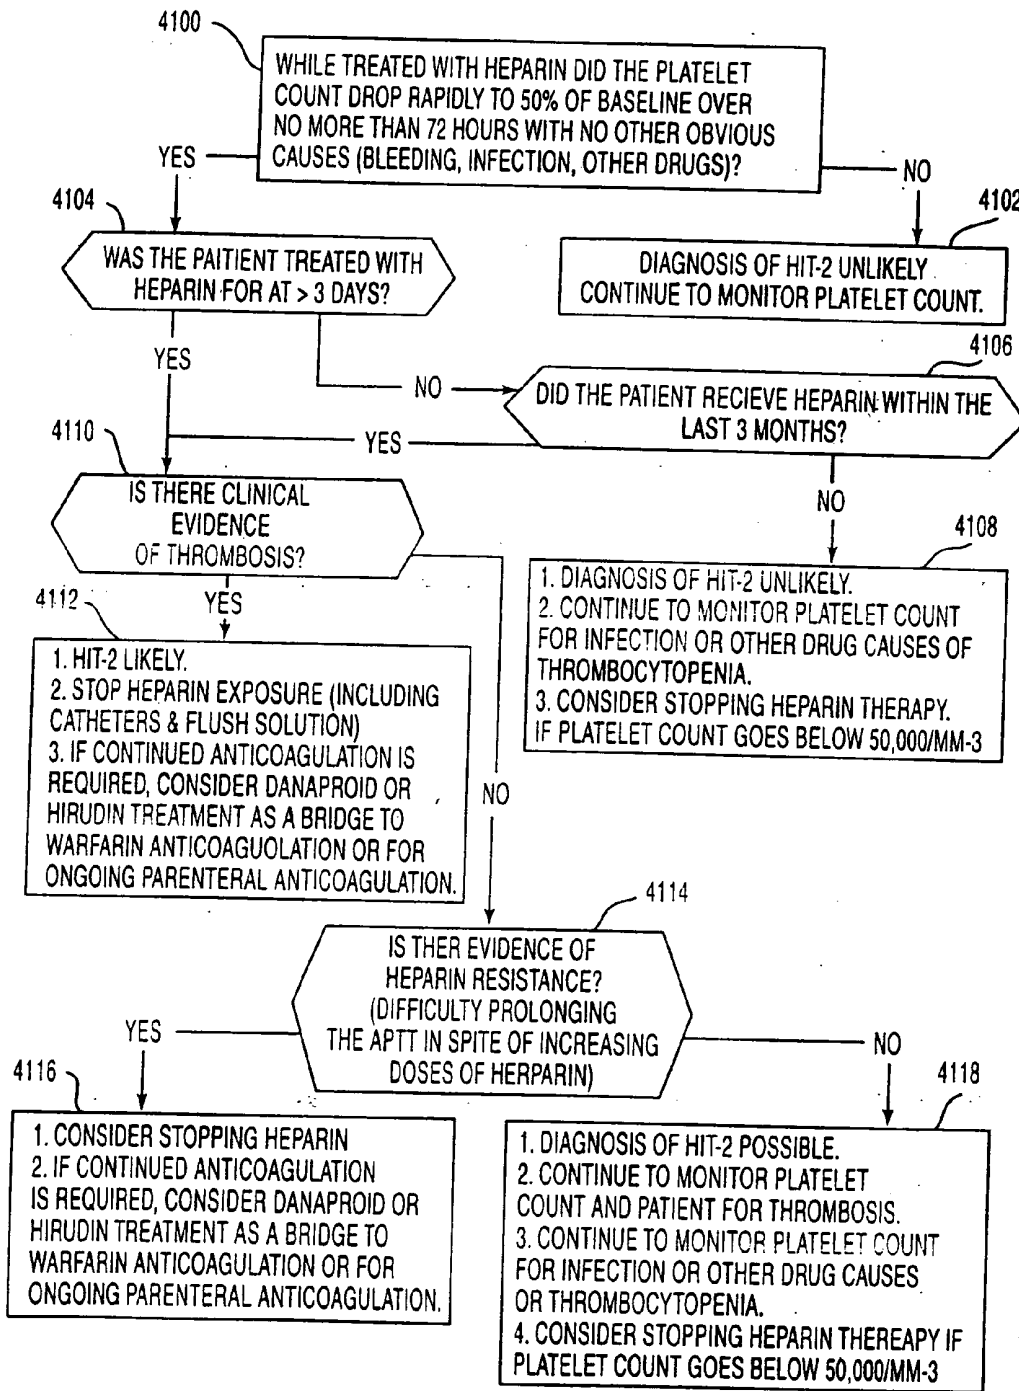 4100
WHILE TREATED WITH HEPARIN DID THE PLATELET
COUNT DROP RAPIDLY TO 50% OF BASELINE OVER
NO MORE THAN 72 HOURS WITH NO OTHER OBVIOUS
CAUSES (BLEEDING, INFECTION, OTHER DRUGS)?
YES
NO
4104
WAS THE PAITIENT TREATED WITH
HEPARIN FOR AT > 3 DAYS?
4102
DIAGNOSIS OF HIT-2 UNLIKELY
CONTINUE TO MONITOR PLATELET COUNT.
YES
NO
4106
DID THE PATIENT RECIEVE HEPARIN WITHIN THE
LAST 3 MONTHS?
YES
NO
4110
IS THERE CLINICAL
EVIDENCE
OF THROMBOSIS?
YES
NO
4108
1. DIAGNOSIS OF HIT-2 UNLIKELY.
2. CONTINUE TO MONITOR PLATELET COUNT
FOR INFECTION OR OTHER DRUG CAUSES OF
THROMBOCYTOPENIA.
3. CONSIDER STOPPING HEPARIN THERAPY.
IF PLATELET COUNT GOES BELOW 50,000/MM-3
4112
1. HIT-2 LIKELY.
2. STOP HEPARIN EXPOSURE (INCLUDING
CATHETERS & FLUSH SOLUTION)
3. IF CONTINUED ANTICOAGULATION IS
REQUIRED, CONSIDER DANAPROID OR
HIRUDIN TREATMENT AS A BRIDGE TO
WARFARIN ANTICOAGUOLATION OR FOR
ONGOING PARENTERAL ANTICOAGULATION.
4114
IS THER EVIDENCE OF
HEPARIN RESISTANCE?
(DIFFICULTY PROLONGING
THE APTT IN SPITE OF INCREASING
DOSES OF HERPARIN)
YES
NO
4116
1. CONSIDER STOPPING HEPARIN
2. IF CONTINUED ANTICOAGULATION
IS REQUIRED, CONSIDER DANAPROID OR
HIRUDIN TREATMENT AS A BRIDGE TO
WARFARIN ANTICOAGULATION OR FOR
ONGOING PARENTERAL ANTICOAGULATION.
4118
1. DIAGNOSIS OF HIT-2 POSSIBLE.
2. CONTINUE TO MONITOR PLATELET
COUNT AND PATIENT FOR THROMBOSIS.
3. CONTINUE TO MONITOR PLATELET COUNT
FOR INFECTION OR OTHER DRUG CAUSES
OR THROMBOCYTOPENIA.
4. CONSIDER STOPPING HEPARIN THEREAPY IF
PLATELET COUNT GOES BELOW 50,000/MM-3